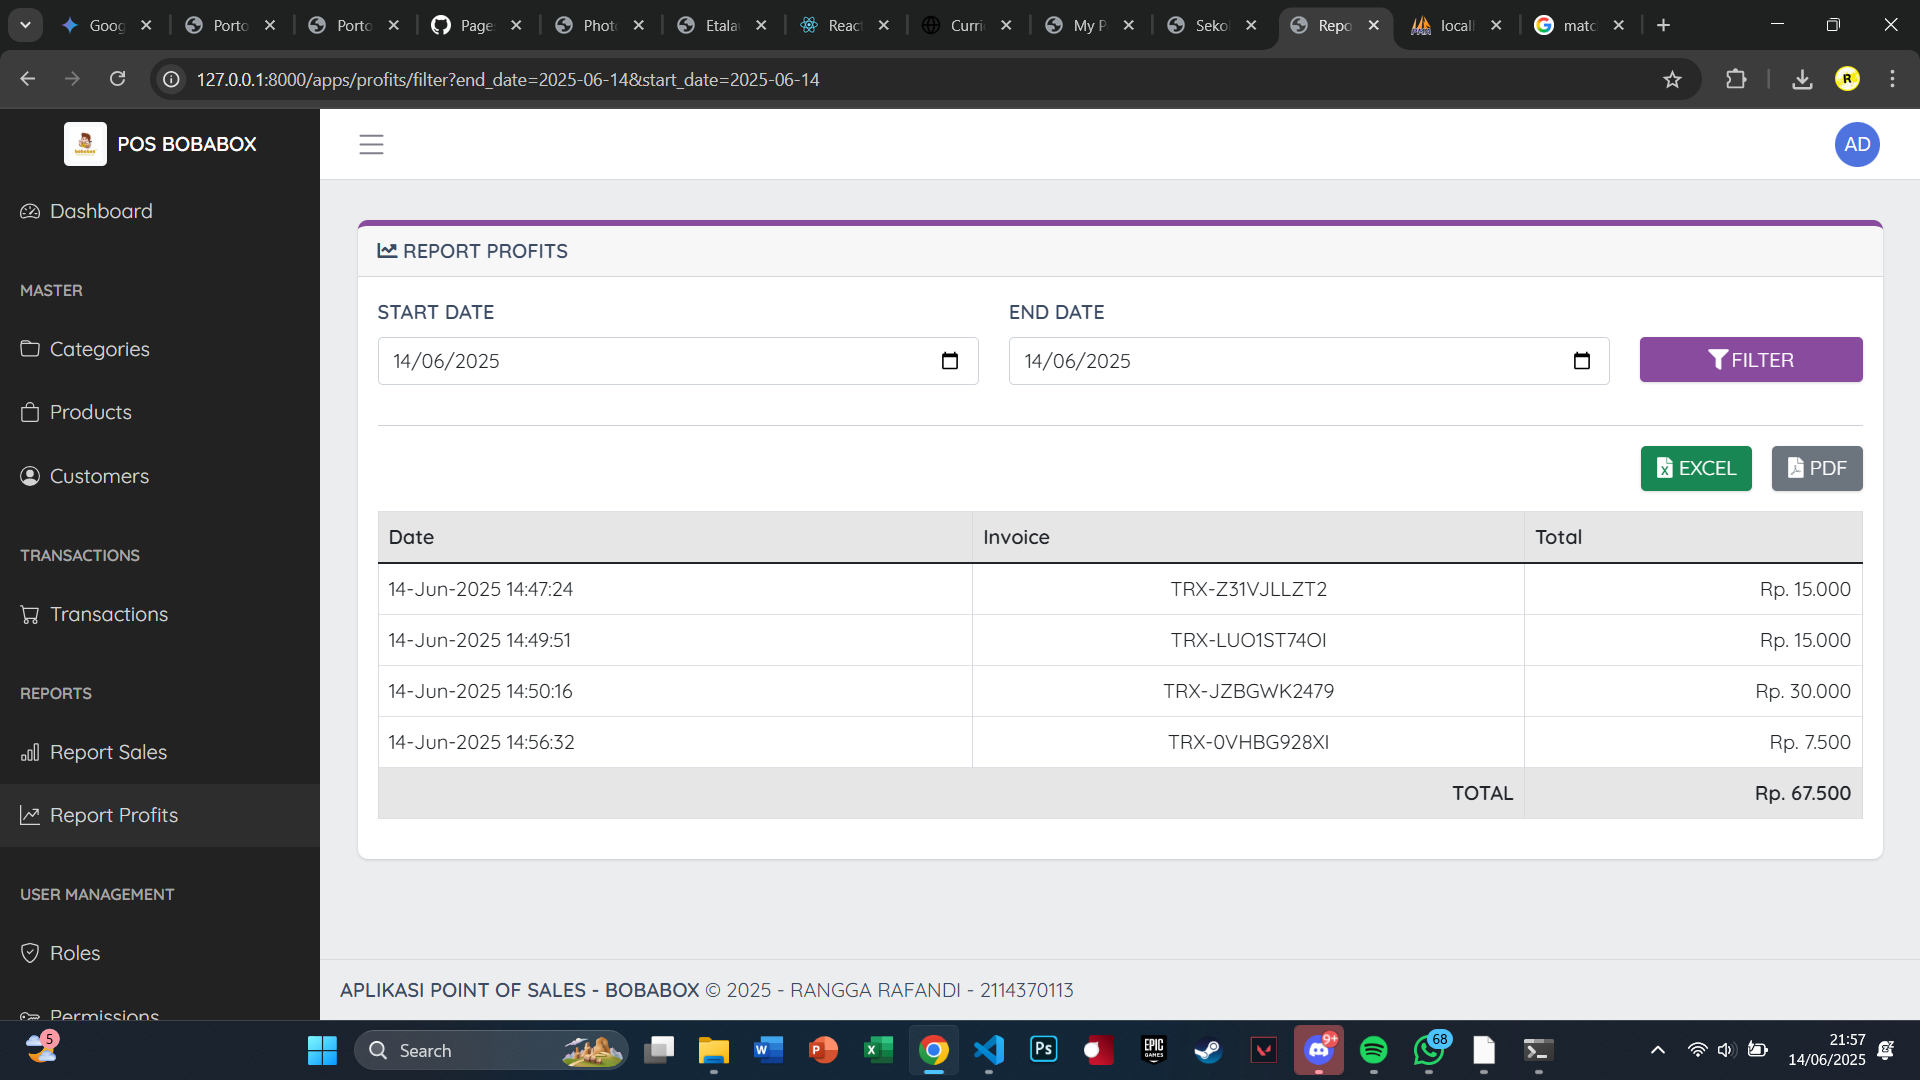 Goog
Porto
Porto
Page
Phot
Etala
React
Curri
My P
Seko
Repo
locall
matc
127.0.0.1:8000/apps/profits/filter?end_date=2025-06-14&start_date=2025-06-14
R
POS BOBABOX
AD
Dashboard
MASTER
Categories
Products
Customers
TRANSACTIONS
Transactions
REPORTS
Report Sales
Report Profits
USER MANAGEMENT
Roles
Permissions
REPORT PROFITS
START DATE
END DATE
14/06/2025
14/06/2025
FILTER
EXCEL
PDF
Date Invoice Total
14-Jun-2025 14:47:24 TRX-Z31VJLLZT2 Rp. 15.000
14-Jun-2025 14:49:51 TRX-LUO1ST74OI Rp. 15.000
14-Jun-2025 14:50:16 TRX-JZBGWK2479 Rp. 30.000
14-Jun-2025 14:56:32 TRX-0VHBG928XI Rp. 7.500
TOTAL Rp. 67.500
APLIKASI POINT OF SALES - BOBABOX © 2025 - RANGGA RAFANDI - 2114370113
5
Search
W
P
X
Ps
EPIC GAMES
9+
68
21:57
14/06/2025